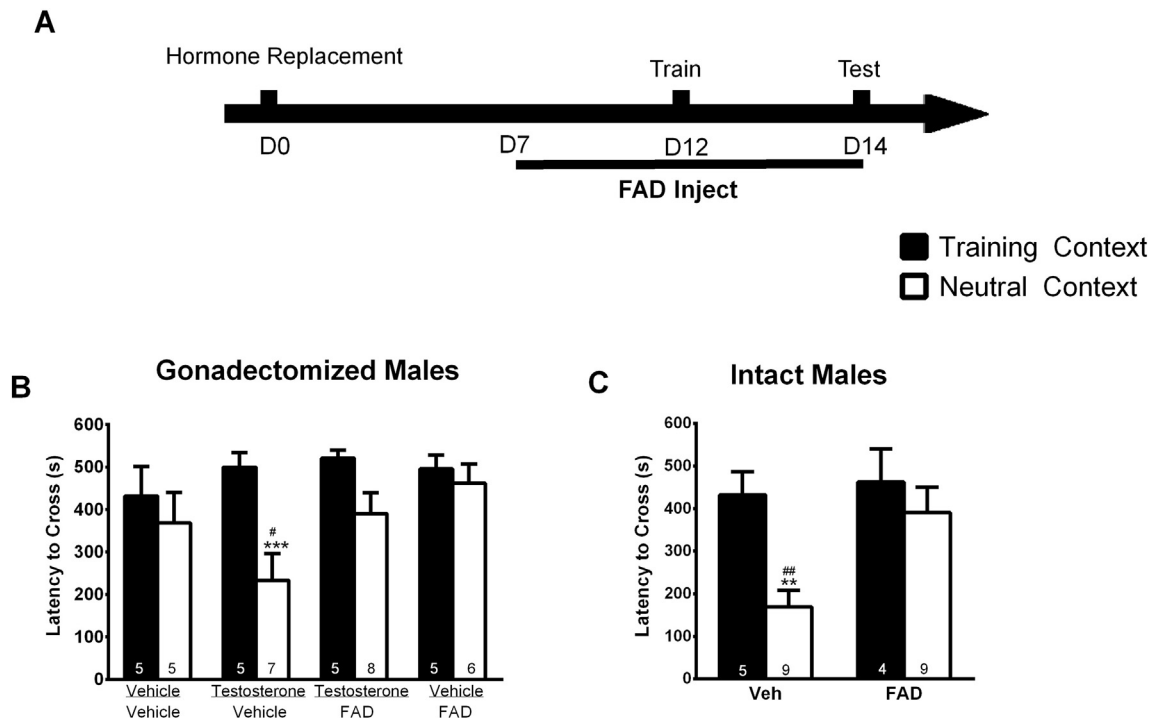 A
Hormone Replacement
Train
Test
D0
D7
D12
D14
FAD Inject
Training Context
Neutral Context
B
Gonadectomized Males
Latency to Cross (s)
600
500
400
300
200
100
0
#
***
5
5
5
7
5
8
5
6
Vehicle Testosterone Testosterone Vehicle
Vehicle Vehicle FAD FAD
C
Intact Males
Latency to Cross (s)
600
500
400
300
200
100
0
##
**
5
9
4
9
Veh FAD